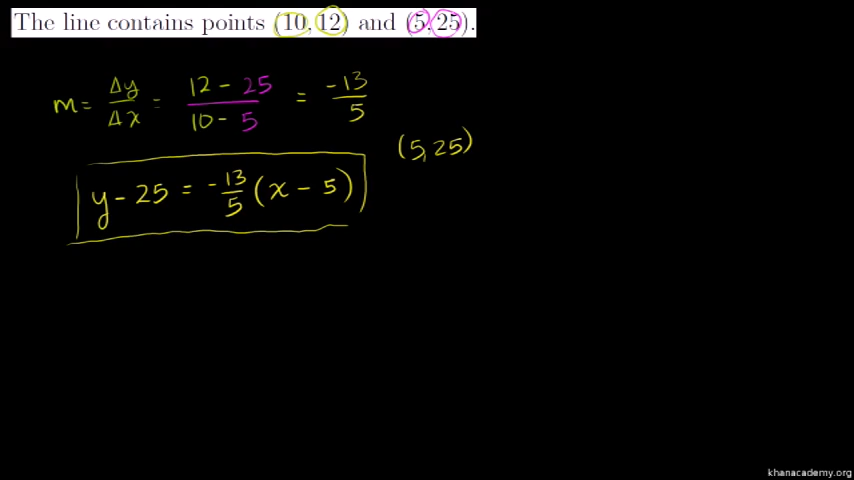 The line contains points (10, 12) and (5, 25).
m = Δy/Δx = 12 - 25/10 - 5 = -13/5
(5, 25)
y - 25 = -13/5 (x - 5)
khanacademy.org